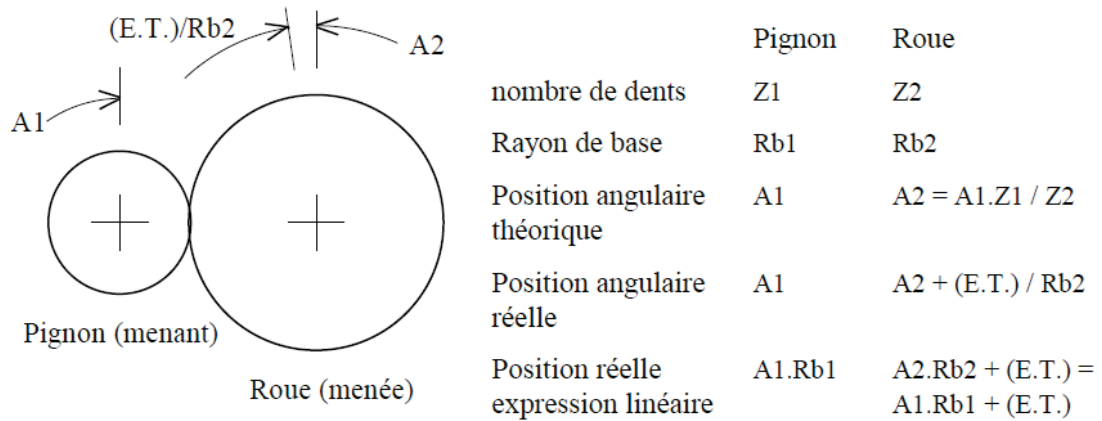 (E.T.)/Rb2
A2
A1
Pignon (menant)
Roue (menée)
Pignon Roue
nombre de dents Z1 Z2
Rayon de base Rb1 Rb2
Position angulaire A1 A2 = A1.Z1 / Z2
théorique
Position angulaire A1 A2 + (E.T.) / Rb2
réelle
Position réelle A1.Rb1 A2.Rb2 + (E.T.) =
expression linéaire A1.Rb1 + (E.T.)